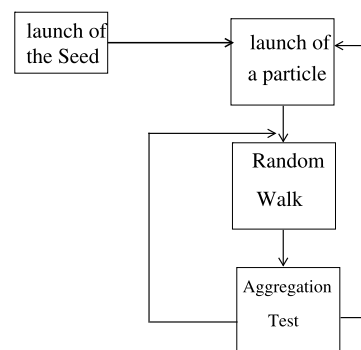 launch of
the Seed
launch of
a particle
Random
Walk
Aggregation
Test